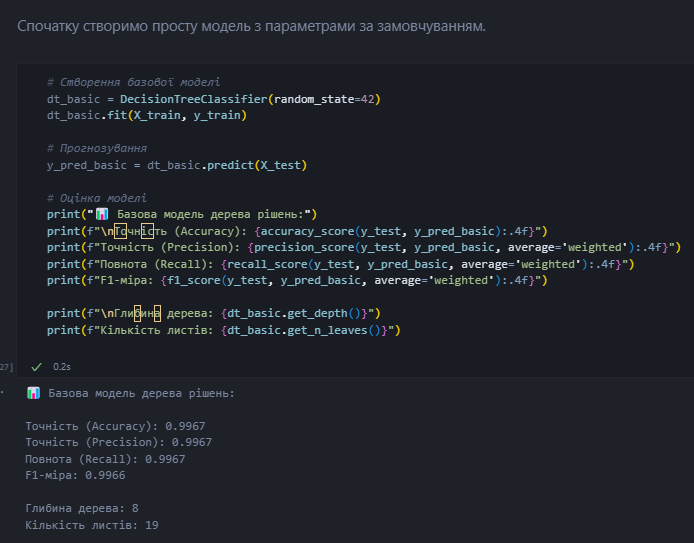 Спочатку створимо просту модель з параметрами за замовчуванням.
# Створення базової моделі
dt_basic = DecisionTreeClassifier(random_state=42)
dt_basic.fit(X_train, y_train)
# Прогнозування
y_pred_basic = dt_basic.predict(X_test)
# Оцінка моделі
print("📊 Базова модель дерева рішень:")
print(f"\nТочність (Accuracy): {accuracy_score(y_test, y_pred_basic):.4f}")
print(f"Точність (Precision): {precision_score(y_test, y_pred_basic, average='weighted'):.4f}")
print(f"Повнота (Recall): {recall_score(y_test, y_pred_basic, average='weighted'):.4f}")
print(f"F1-міра: {f1_score(y_test, y_pred_basic, average='weighted'):.4f}")
print(f"\nГлибина дерева: {dt_basic.get_depth()}")
print(f"Кількість листів: {dt_basic.get_n_leaves()}")
27] ✓ 0.2s
📊 Базова модель дерева рішень:
Точність (Accuracy): 0.9967
Точність (Precision): 0.9967
Повнота (Recall): 0.9967
F1-міра: 0.9966
Глибина дерева: 8
Кількість листів: 19